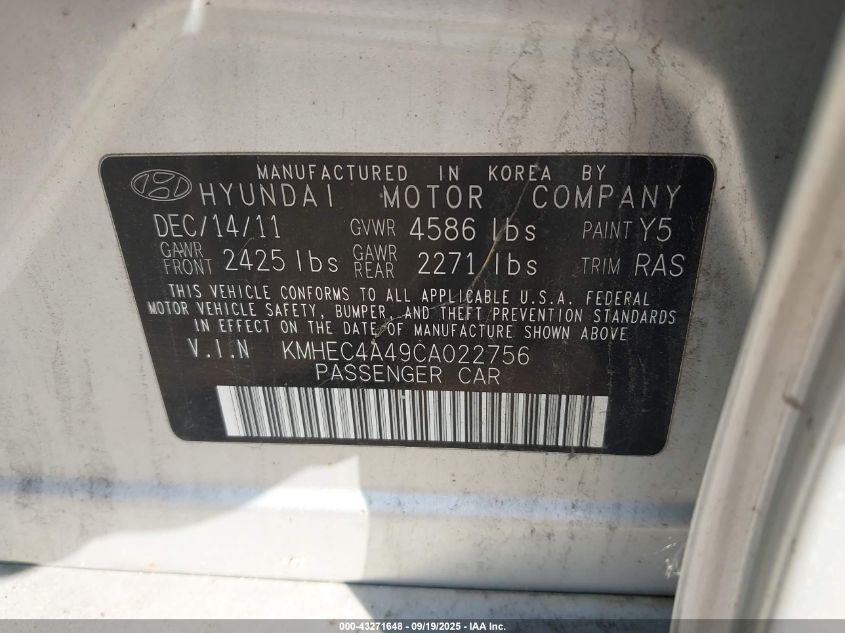 MANUFACTURED IN KOREA BY
HYUNDAI MOTOR COMPANY
DEC/14/11 GVWR 4586 lbs PAINT Y5
GAWR FRONT 2425 lbs GAWR REAR 2271 lbs TRIM RAS
THIS VEHICLE CONFORMS TO ALL APPLICABLE U.S.A. FEDERAL
MOTOR VEHICLE SAFETY, BUMPER, AND THEFT PREVENTION STANDARDS
IN EFFECT ON THE DATE OF MANUFACTURE SHOWN ABOVE
V.I.N KMHEC4A49CA022756
PASSENGER CAR
000-43271648 - 09/19/2025 - IAA Inc.